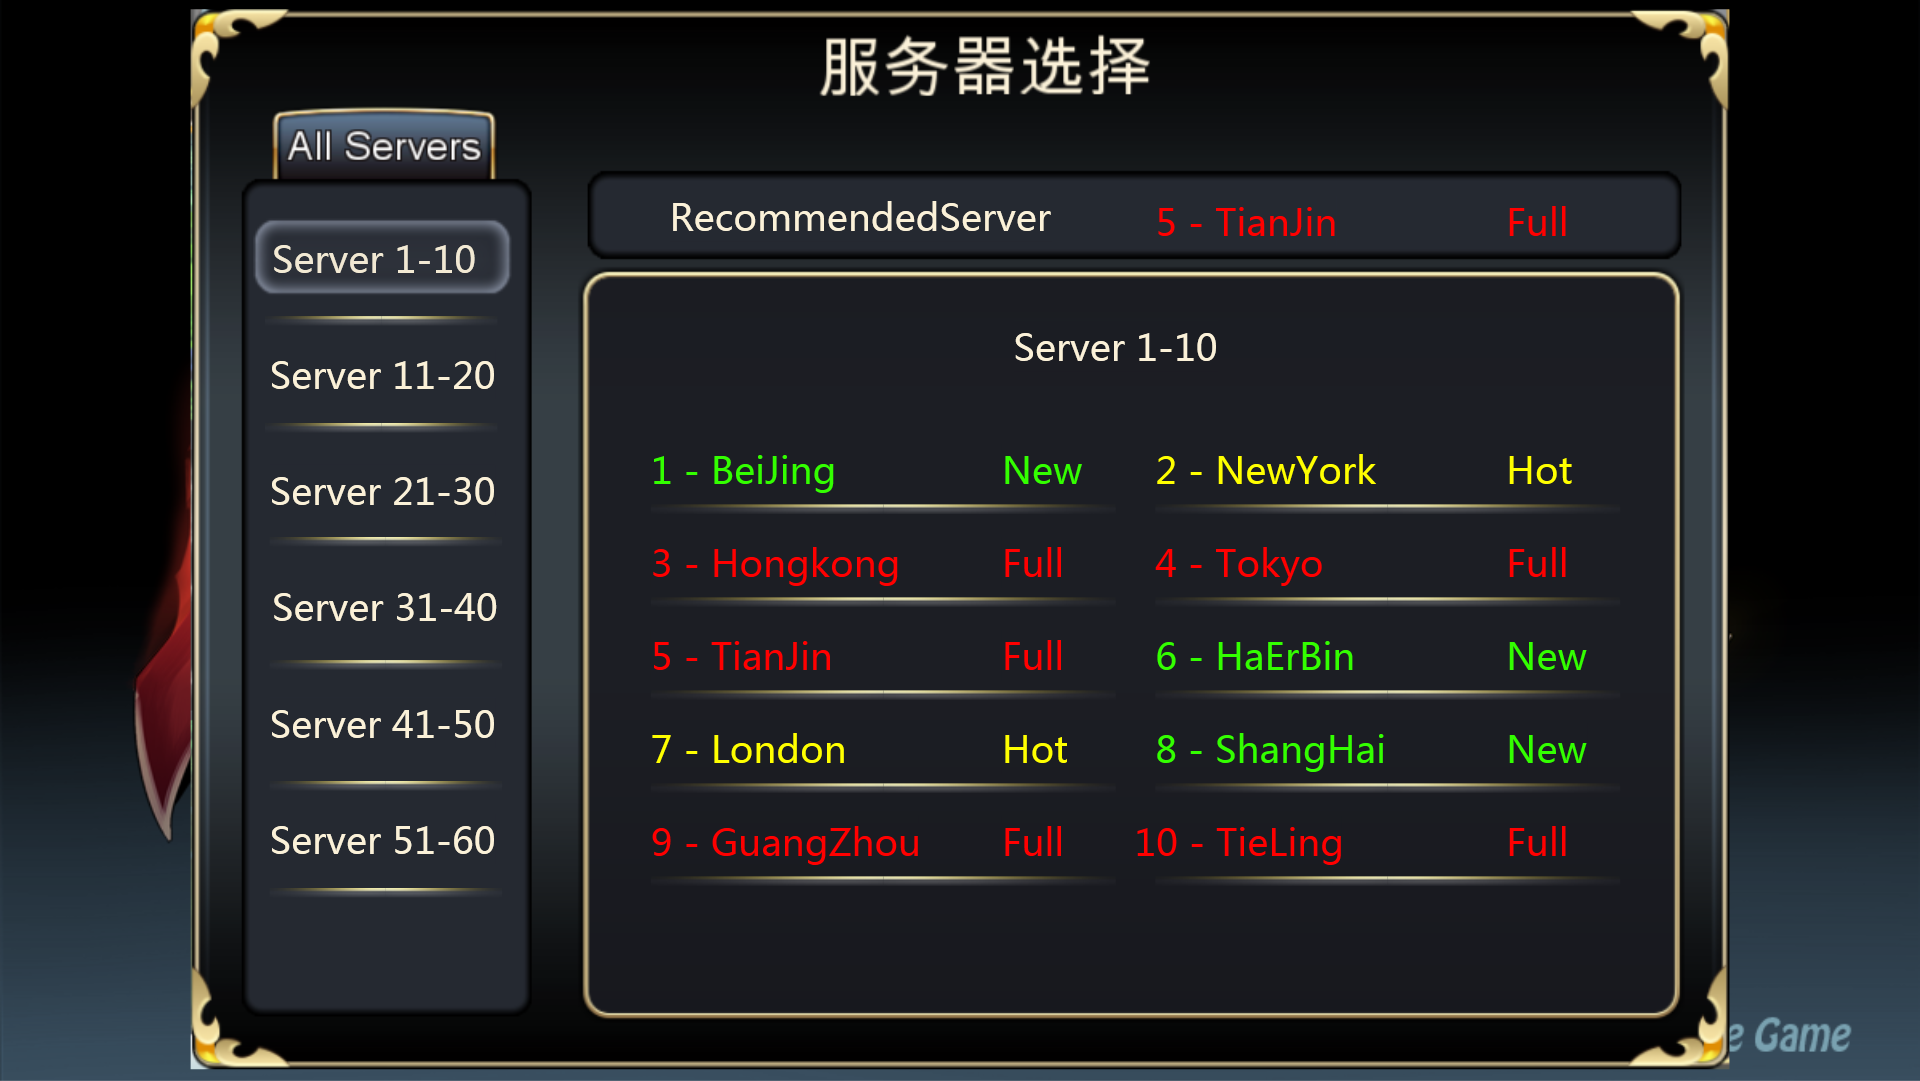 服务器选择
All Servers
Server 1-10
Server 11-20
Server 21-30
Server 31-40
Server 41-50
Server 51-60
RecommendedServer 5 - TianJin Full
Server 1-10
1 - BeiJing New 2 - NewYork Hot
3 - Hongkong Full 4 - Tokyo Full
5 - TianJin Full 6 - HaErBin New
7 - London Hot 8 - ShangHai New
9 - GuangZhou Full 10 - TieLing Full
Game